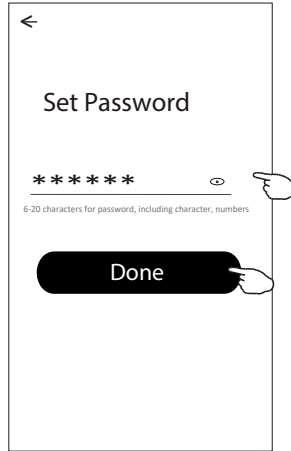 Set Password
******
6-20 characters for password, including character, numbers
Done